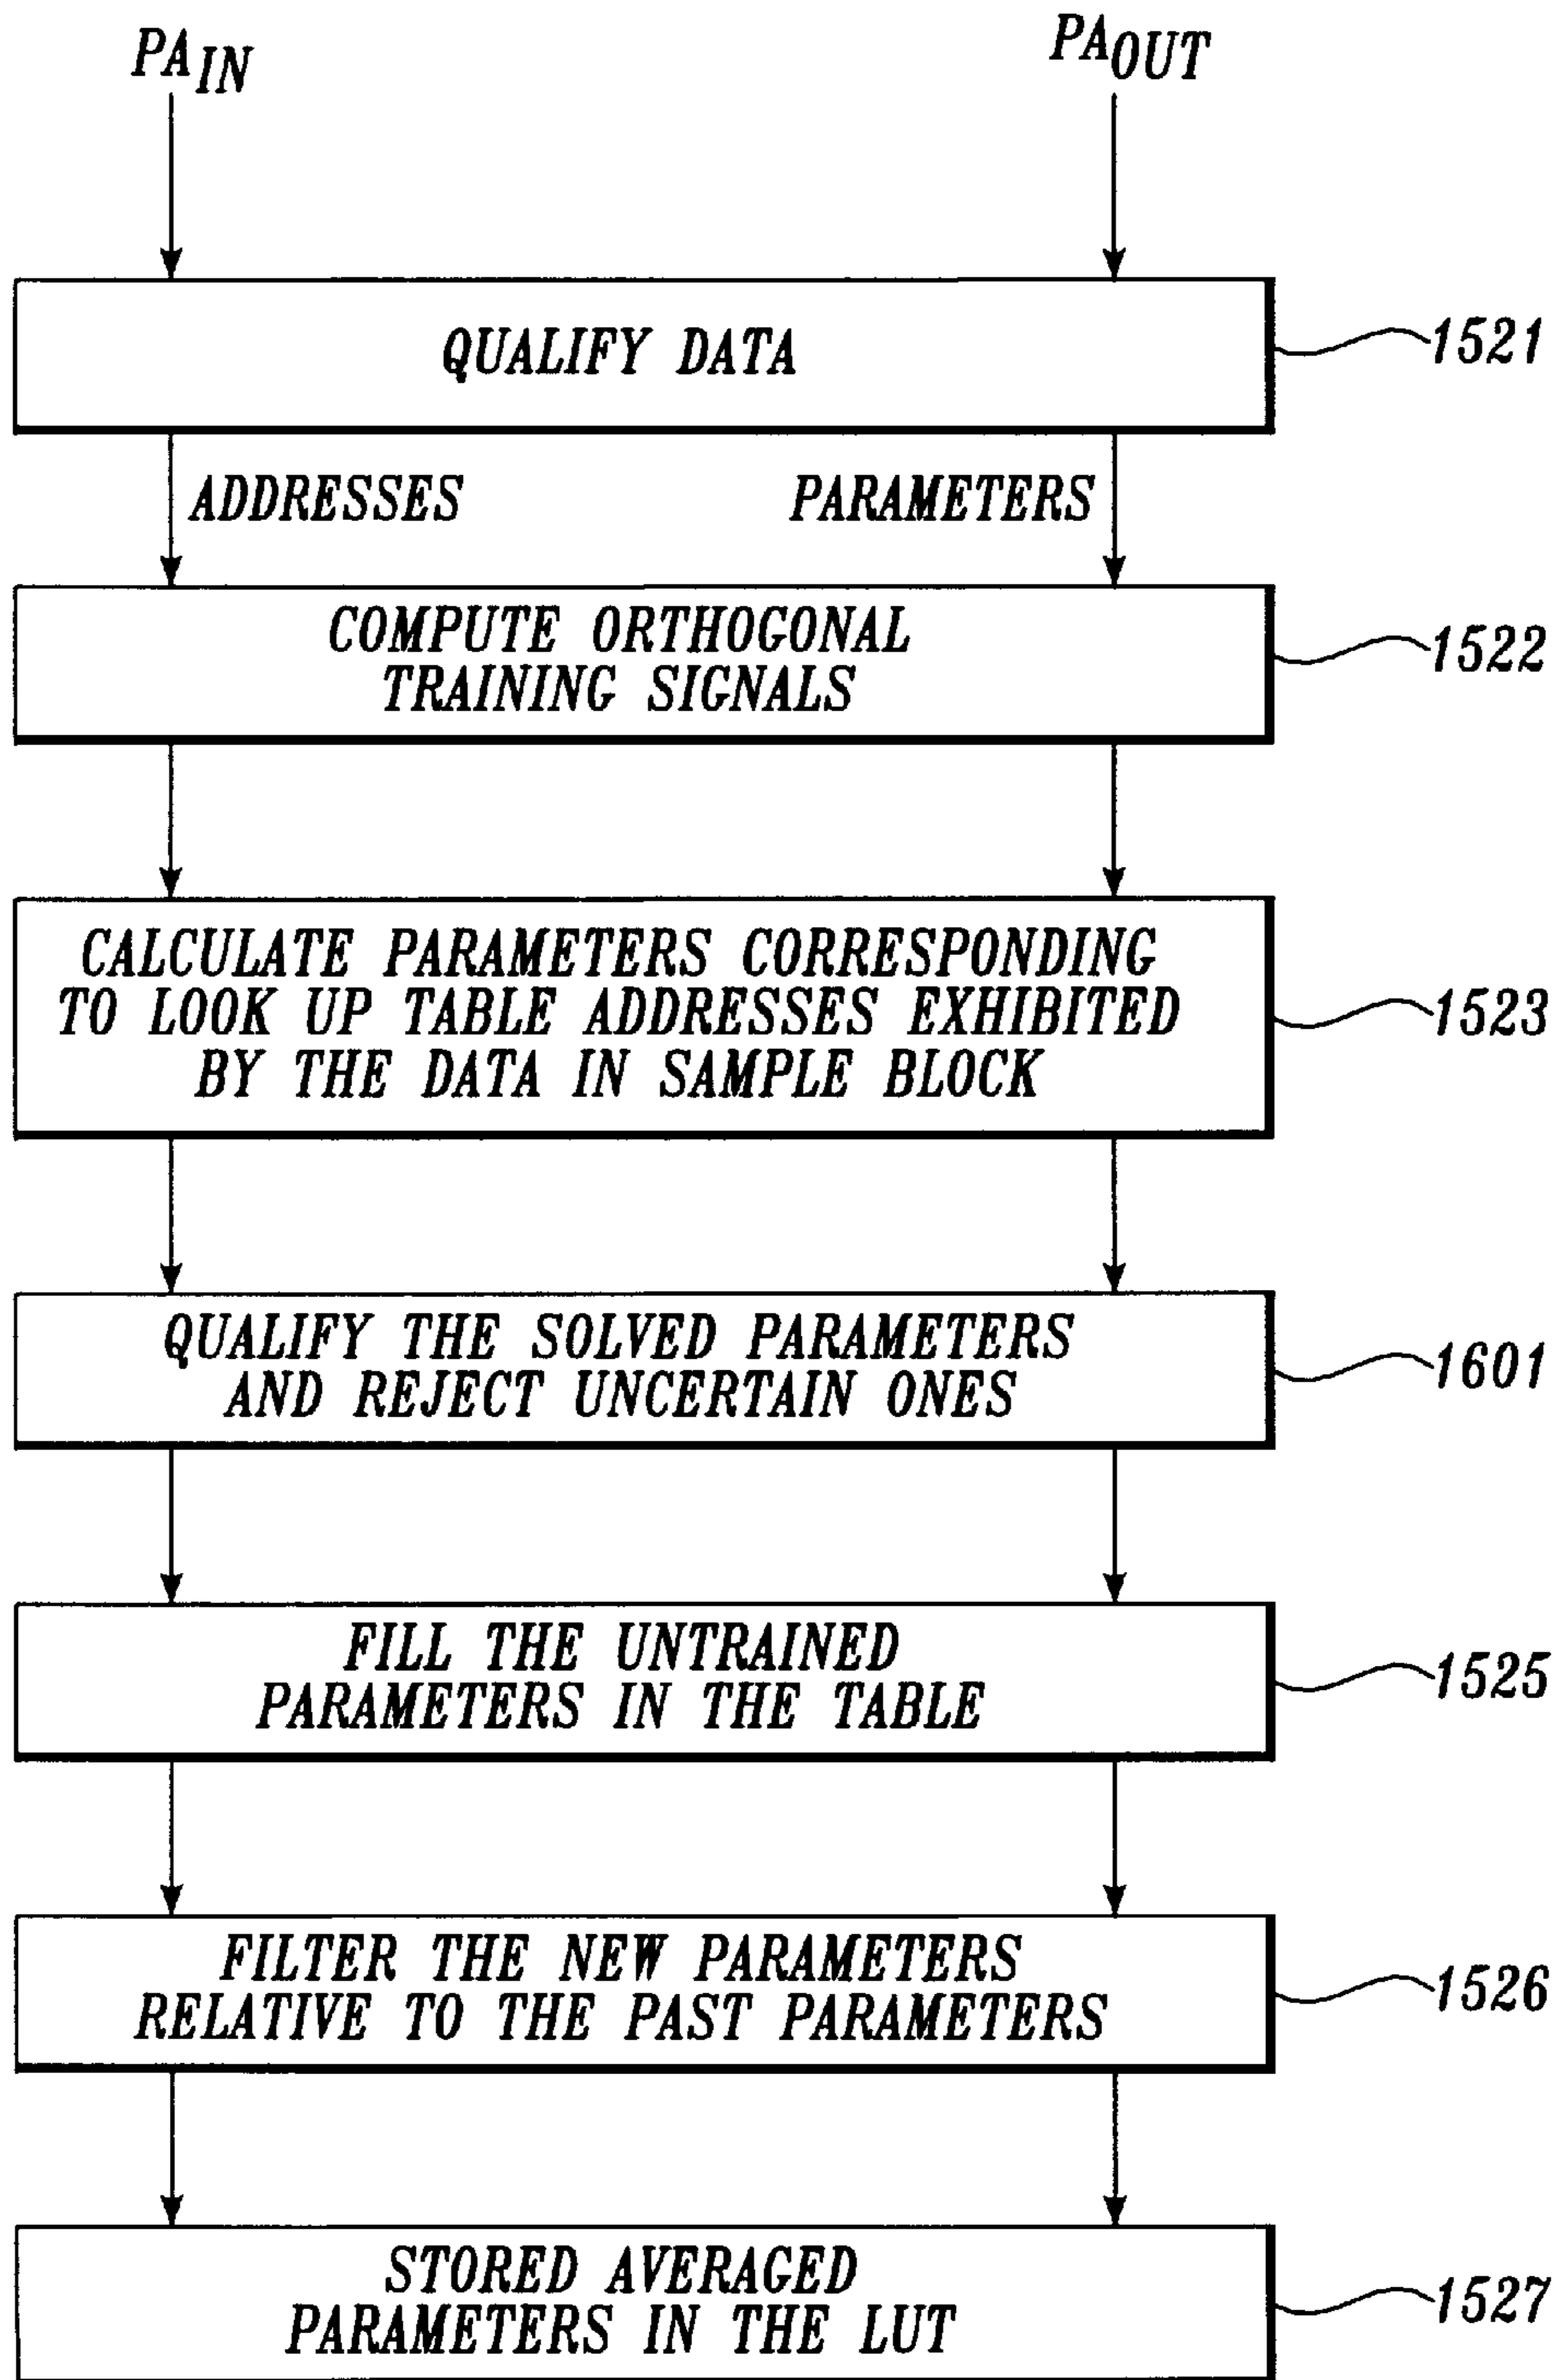 PA_IN
PA_OUT
QUALIFY DATA
1521
ADDRESSES
PARAMETERS
COMPUTE ORTHOGONAL
TRAINING SIGNALS
1522
CALCULATE PARAMETERS CORRESPONDING
TO LOOK UP TABLE ADDRESSES EXHIBITED
BY THE DATA IN SAMPLE BLOCK
1523
QUALIFY THE SOLVED PARAMETERS
AND REJECT UNCERTAIN ONES
1601
FILL THE UNTRAINED
PARAMETERS IN THE TABLE
1525
FILTER THE NEW PARAMETERS
RELATIVE TO THE PAST PARAMETERS
1526
STORED AVERAGED
PARAMETERS IN THE LUT
1527